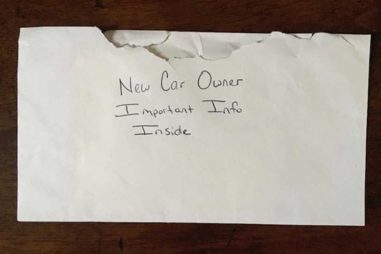 New Car Owner
Important Info
Inside